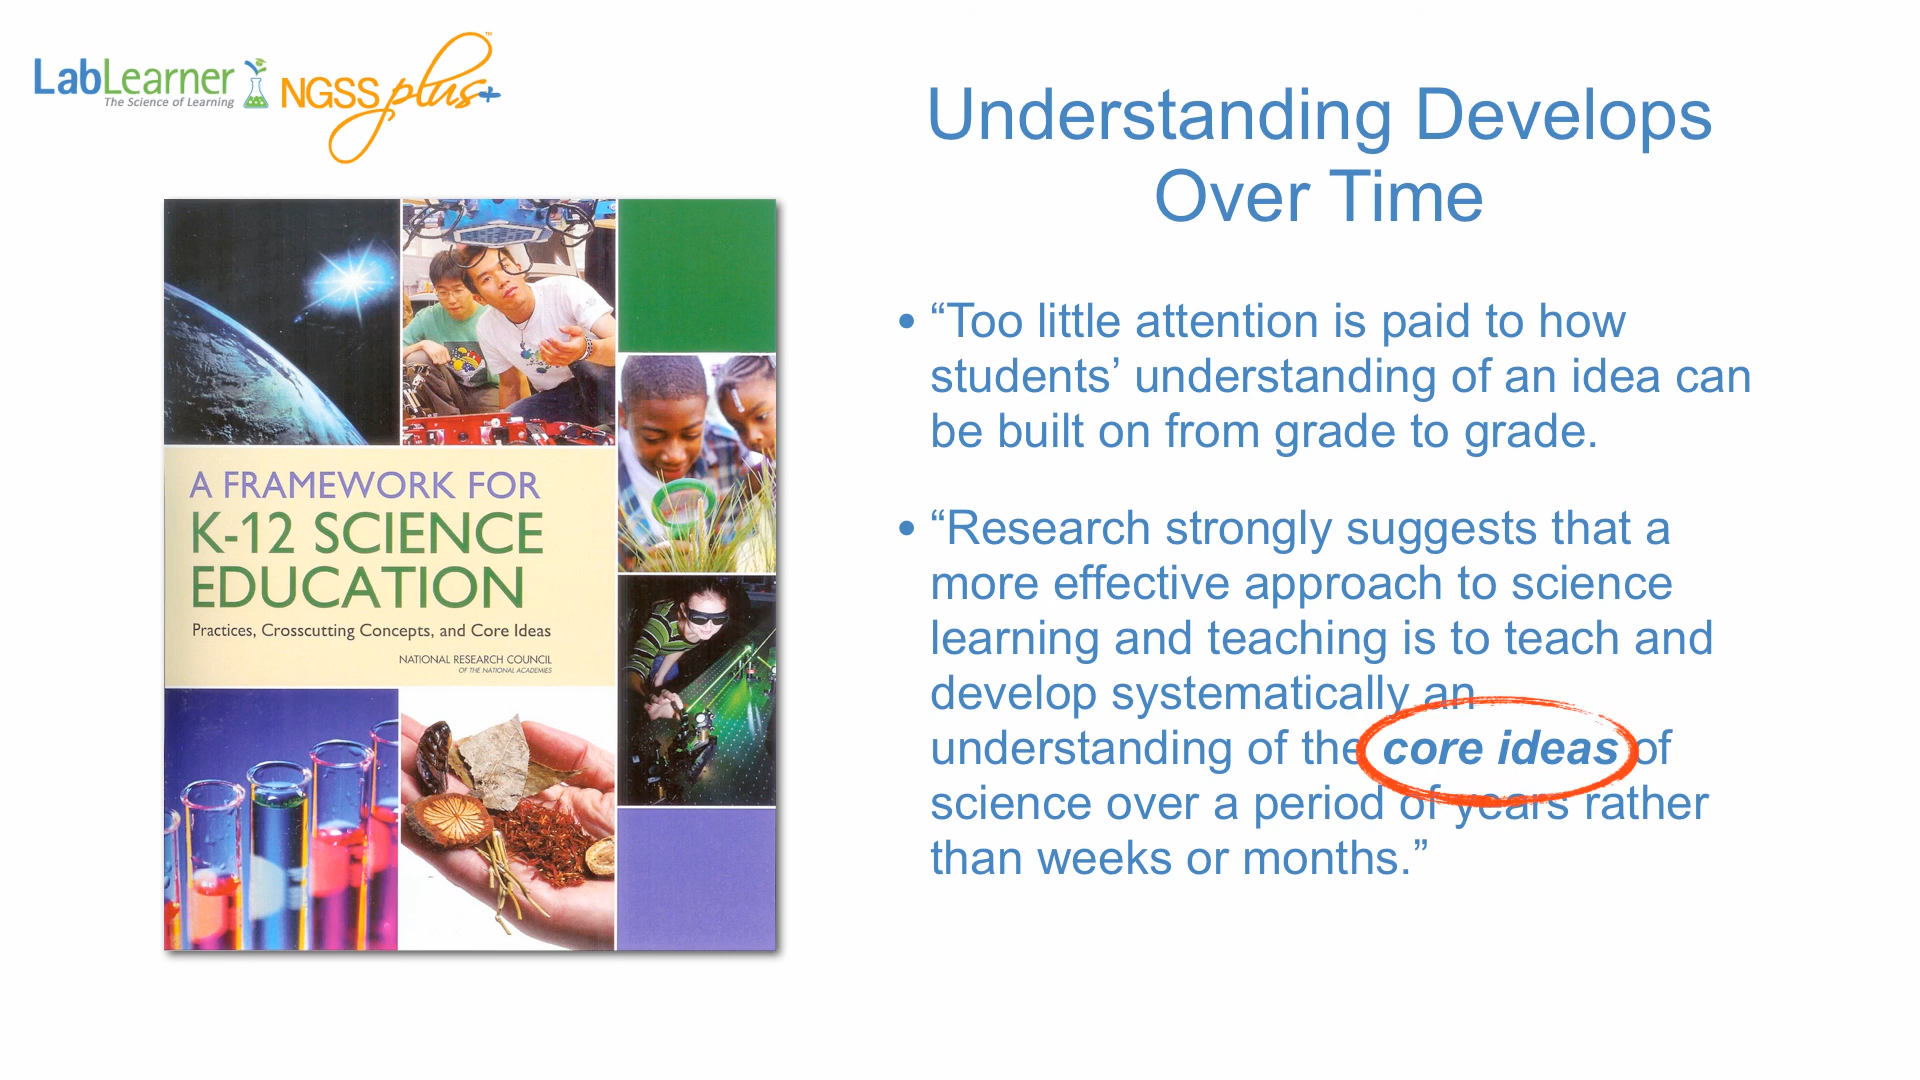 LabLearner
The Science of Learning
NGSS plus+
™
Understanding Develops
Over Time
A FRAMEWORK FOR
K-12 SCIENCE
EDUCATION
Practices, Crosscutting Concepts, and Core Ideas
NATIONAL RESEARCH COUNCIL
OF THE NATIONAL ACADEMIES
• “Too little attention is paid to how
students’ understanding of an idea can
be built on from grade to grade.
• “Research strongly suggests that a
more effective approach to science
learning and teaching is to teach and
develop systematically an
understanding of the core ideas of
science over a period of years rather
than weeks or months.”